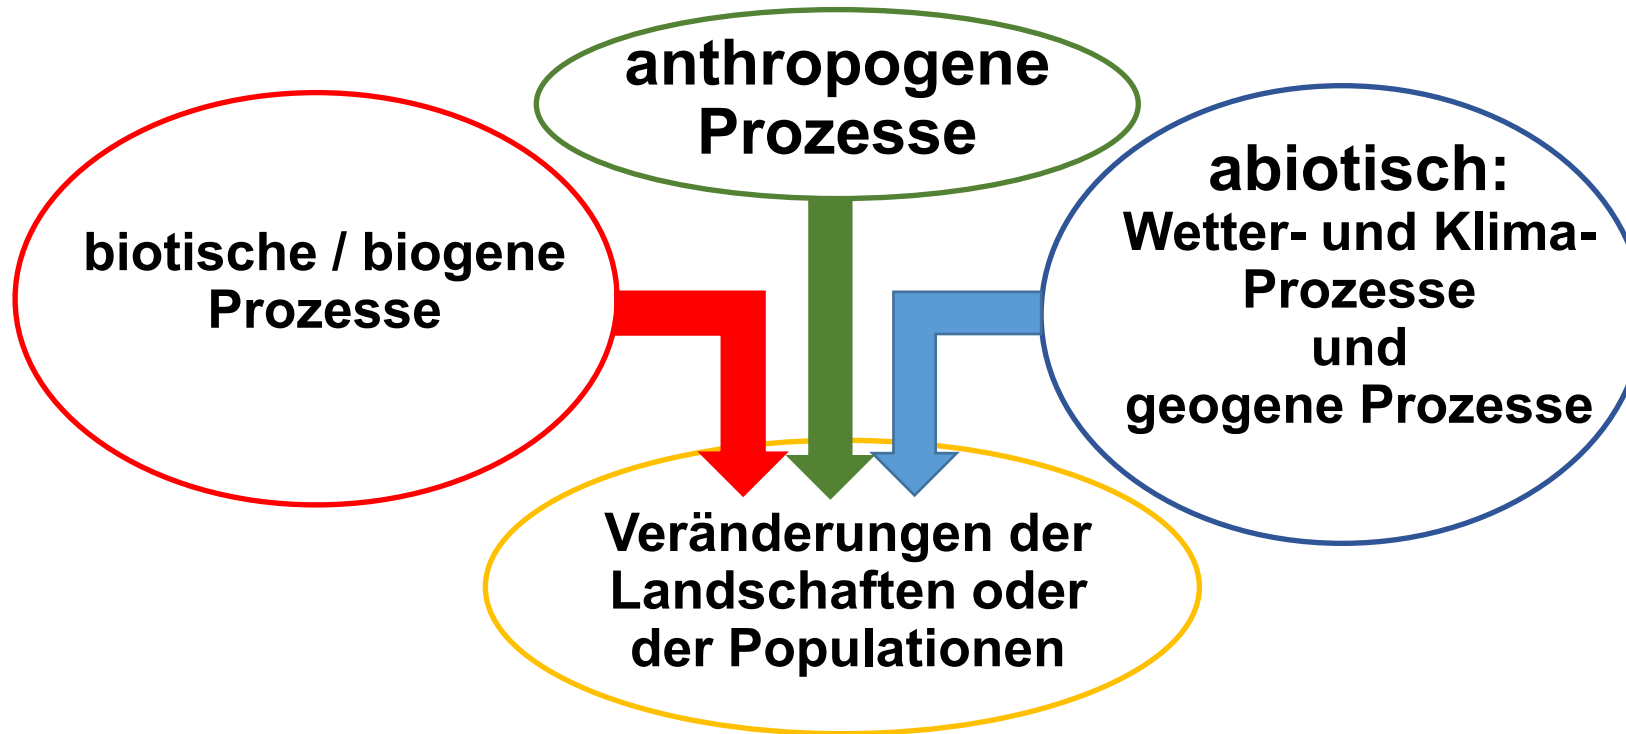 anthropogene
Prozesse
biotische / biogene
Prozesse
abiotisch:
Wetter- und Klima-
Prozesse
und
geogene Prozesse
Veränderungen der
Landschaften oder
der Populationen